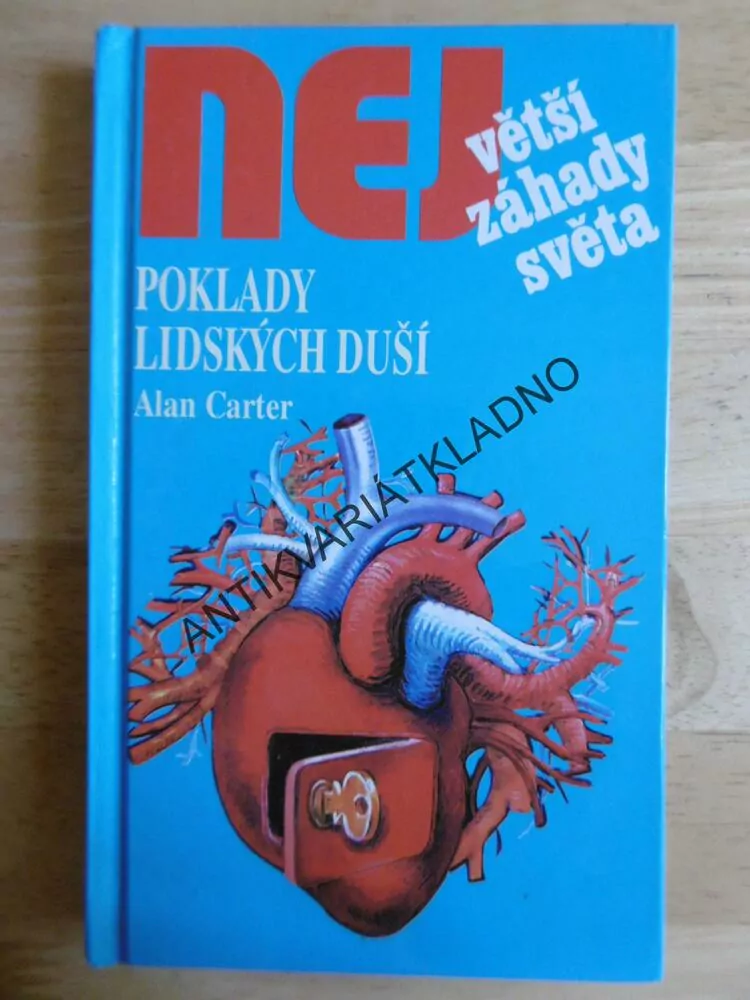 NEJ
větší
záhady
světa
POKLADY
LIDSKÝCH DUŠÍ
Alan Carter
ANTIKVARIÁTKLADNO